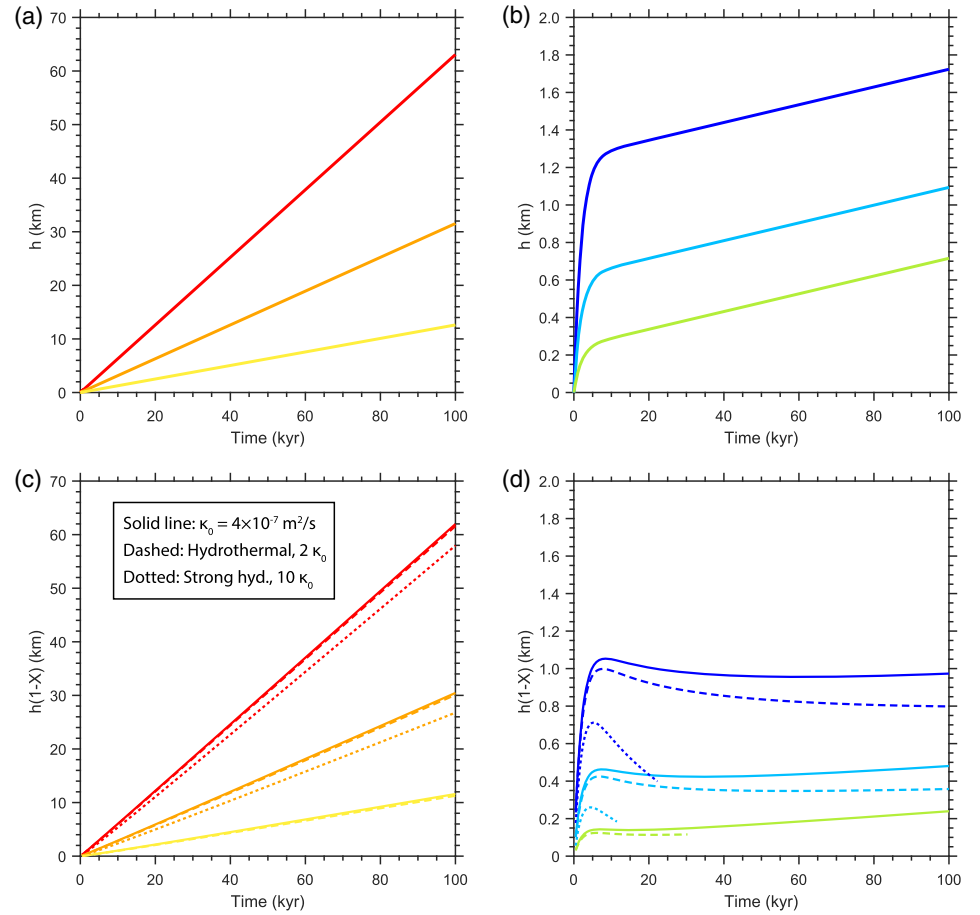 (a)
70
60
50
40
30
20
10
0
h (km)
0 20 40 60 80 100
Time (kyr)
(b)
2.0
1.8
1.6
1.4
1.2
1.0
0.8
0.6
0.4
0.2
0
h (km)
0 20 40 60 80 100
Time (kyr)
(c)
70
60
50
40
30
20
10
0
h(1-X) (km)
Solid line: κ₀ = 4×10⁻⁷ m²/s
Dashed: Hydrothermal, 2 κ₀
Dotted: Strong hyd., 10 κ₀
0 20 40 60 80 100
Time (kyr)
(d)
2.0
1.8
1.6
1.4
1.2
1.0
0.8
0.6
0.4
0.2
0
h(1-X) (km)
0 20 40 60 80 100
Time (kyr)